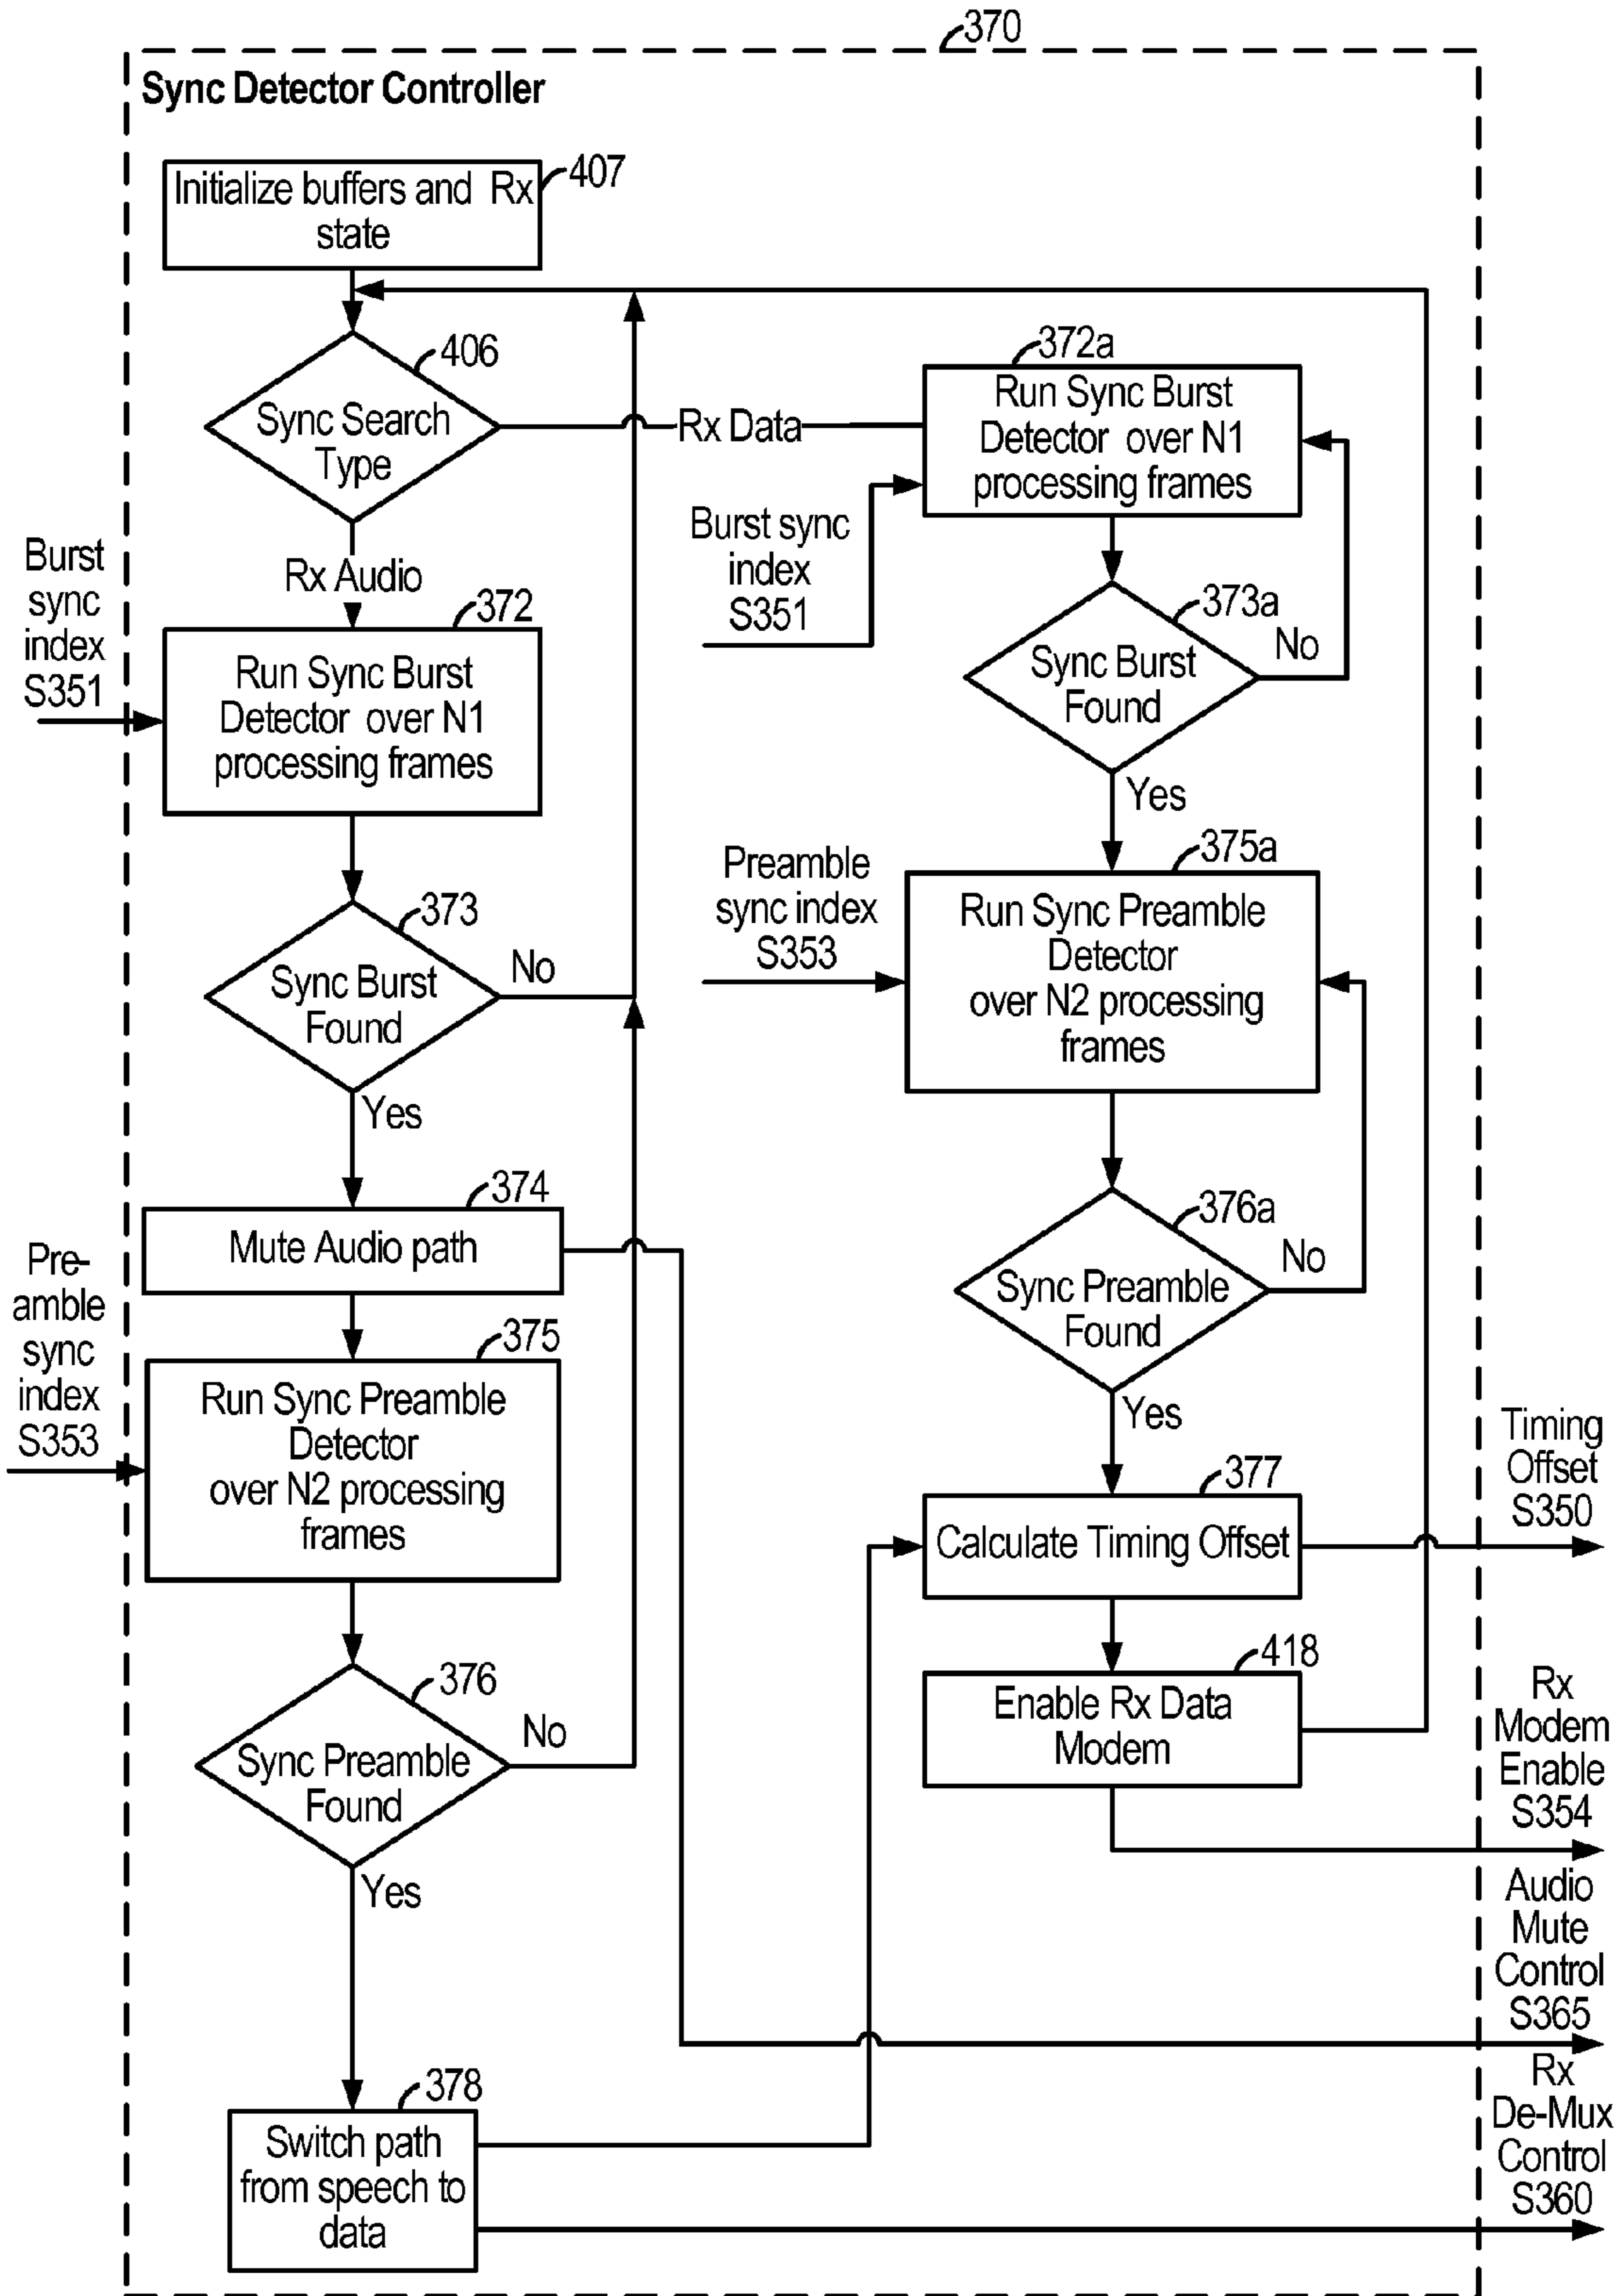 370
Sync Detector Controller
Initialize buffers and Rx
state
407
406
Sync Search
Type
Rx Data
372a
Run Sync Burst
Detector over N1
processing frames
Burst sync
index
S351
Rx Audio
Burst
sync
index
S351
372
Run Sync Burst
Detector over N1
processing frames
373a
Sync Burst
Found
No
Yes
373
Sync Burst
Found
No
Yes
Preamble
sync index
S353
375a
Run Sync Preamble
Detector
over N2 processing
frames
374
Mute Audio path
376a
Sync Preamble
Found
No
Yes
Pre-
amble
sync
index
S353
375
Run Sync Preamble
Detector
over N2 processing
frames
377
Calculate Timing Offset
Timing
Offset
S350
376
Sync Preamble
Found
No
Yes
418
Enable Rx Data
Modem
Rx
Modem
Enable
S354
Audio
Mute
Control
S365
378
Switch path
from speech to
data
Rx
De-Mux
Control
S360